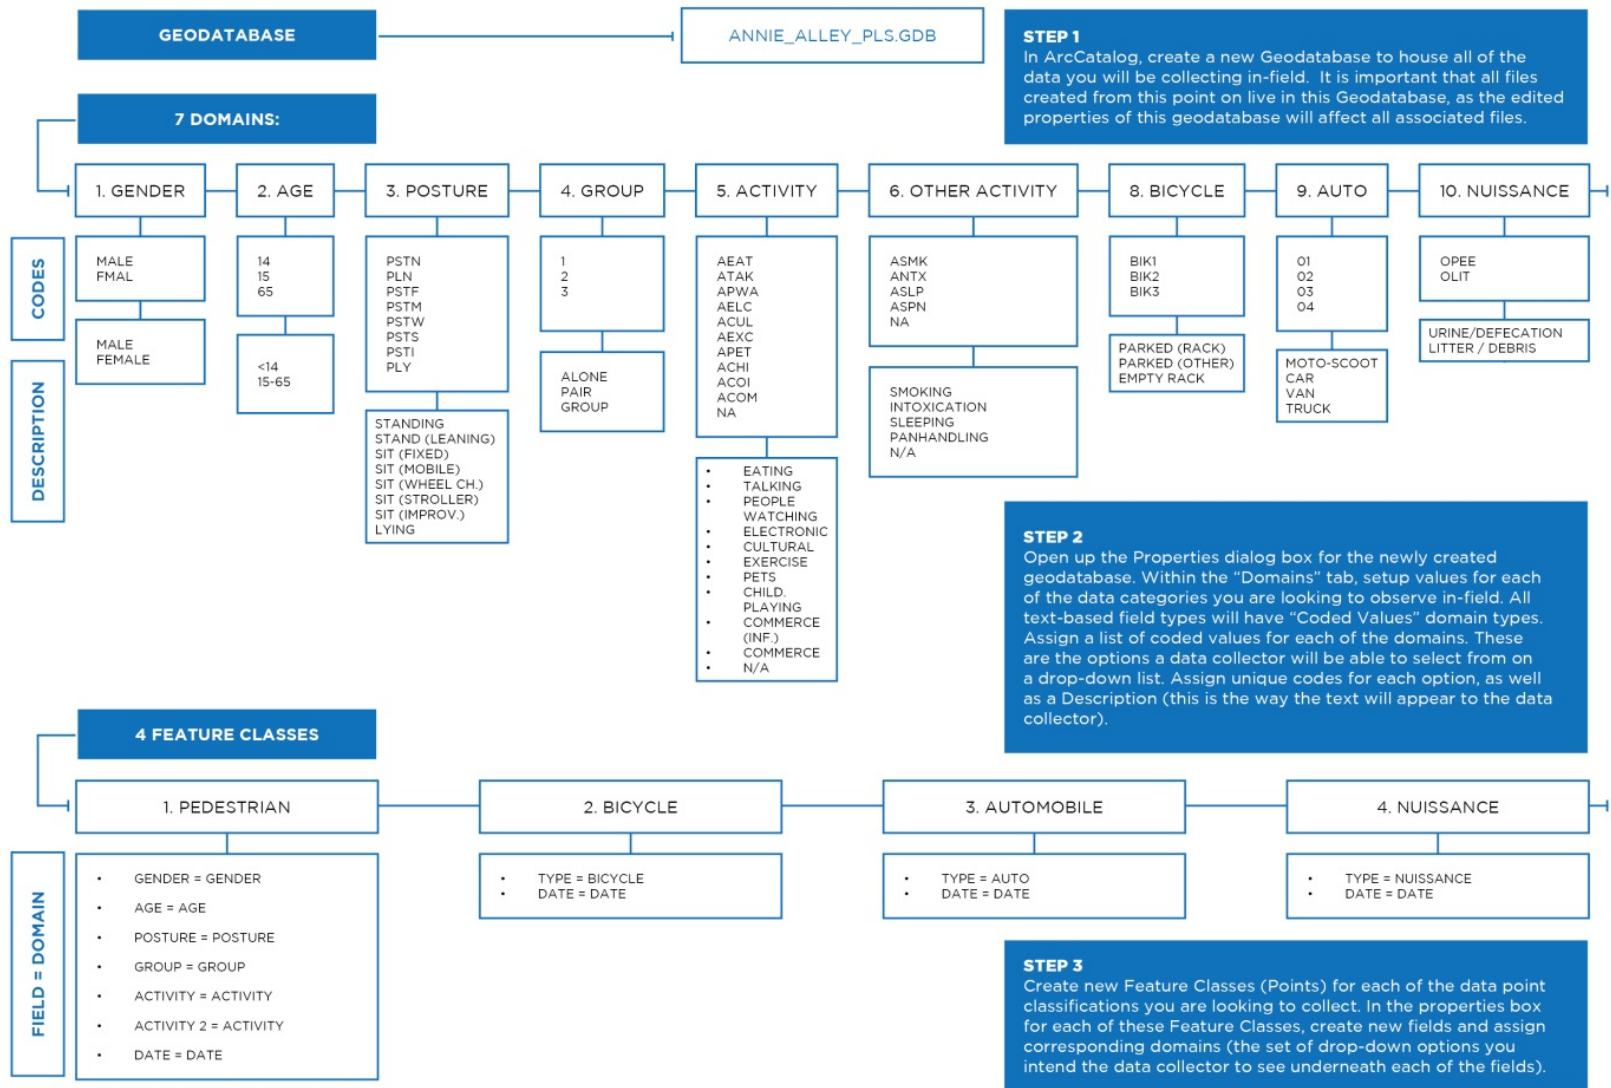 GEODATABASE
ANNIE_ALLEY_PLS.GDB
STEP 1
In ArcCatalog, create a new Geodatabase to house all of the
data you will be collecting in-field. It is important that all files
created from this point on live in this Geodatabase, as the edited
properties of this geodatabase will affect all associated files.
7 DOMAINS:
1. GENDER
2. AGE
3. POSTURE
4. GROUP
5. ACTIVITY
6. OTHER ACTIVITY
8. BICYCLE
9. AUTO
10. NUISSANCE
CODES
DESCRIPTION
MALE
FMAL
MALE
FEMALE
14
15
65
<14
15-65
PSTN
PLN
PSTF
PSTM
PSTW
PSTS
PSTI
PLY
STANDING
STAND (LEANING)
SIT (FIXED)
SIT (MOBILE)
SIT (WHEEL CH.)
SIT (STROLLER)
SIT (IMPROV.)
LYING
1
2
3
ALONE
PAIR
GROUP
AEAT
ATAK
APWA
AELC
ACUL
AEXC
APET
ACHI
ACOI
ACOM
NA
• EATING
• TALKING
• PEOPLE
WATCHING
• ELECTRONIC
• CULTURAL
• EXERCISE
• PETS
• CHILD.
PLAYING
• COMMERCE
(INF.)
• COMMERCE
• N/A
ASMK
ANTX
ASLP
ASPN
NA
SMOKING
INTOXICATION
SLEEPING
PANHANDLING
N/A
BIK1
BIK2
BIK3
PARKED (RACK)
PARKED (OTHER)
EMPTY RACK
01
02
03
04
MOTO-SCOOT
CAR
VAN
TRUCK
OPEE
OLIT
URINE/DEFECATION
LITTER / DEBRIS
STEP 2
Open up the Properties dialog box for the newly created
geodatabase. Within the “Domains” tab, setup values for each
of the data categories you are looking to observe in-field. All
text-based field types will have “Coded Values” domain types.
Assign a list of coded values for each of the domains. These
are the options a data collector will be able to select from on
a drop-down list. Assign unique codes for each option, as well
as a Description (this is the way the text will appear to the data
collector).
4 FEATURE CLASSES
1. PEDESTRIAN
2. BICYCLE
3. AUTOMOBILE
4. NUISSANCE
FIELD = DOMAIN
• GENDER = GENDER
• AGE = AGE
• POSTURE = POSTURE
• GROUP = GROUP
• ACTIVITY = ACTIVITY
• ACTIVITY 2 = ACTIVITY
• DATE = DATE
• TYPE = BICYCLE
• DATE = DATE
• TYPE = AUTO
• DATE = DATE
• TYPE = NUISSANCE
• DATE = DATE
STEP 3
Create new Feature Classes (Points) for each of the data point
classifications you are looking to collect. In the properties box
for each of these Feature Classes, create new fields and assign
corresponding domains (the set of drop-down options you
intend the data collector to see underneath each of the fields).